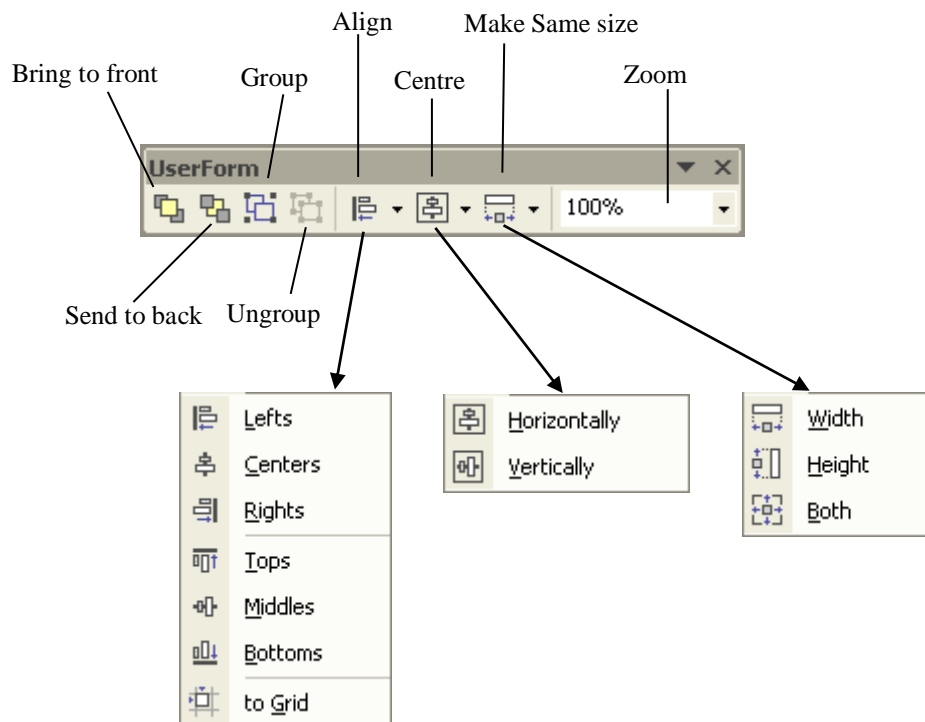 Align
Make Same size
Bring to front
Group
Centre
Zoom
UserForm
100%
Send to back
Ungroup
Lefts
Centers
Rights
Tops
Middles
Bottoms
to Grid
Horizontally
Vertically
Width
Height
Both